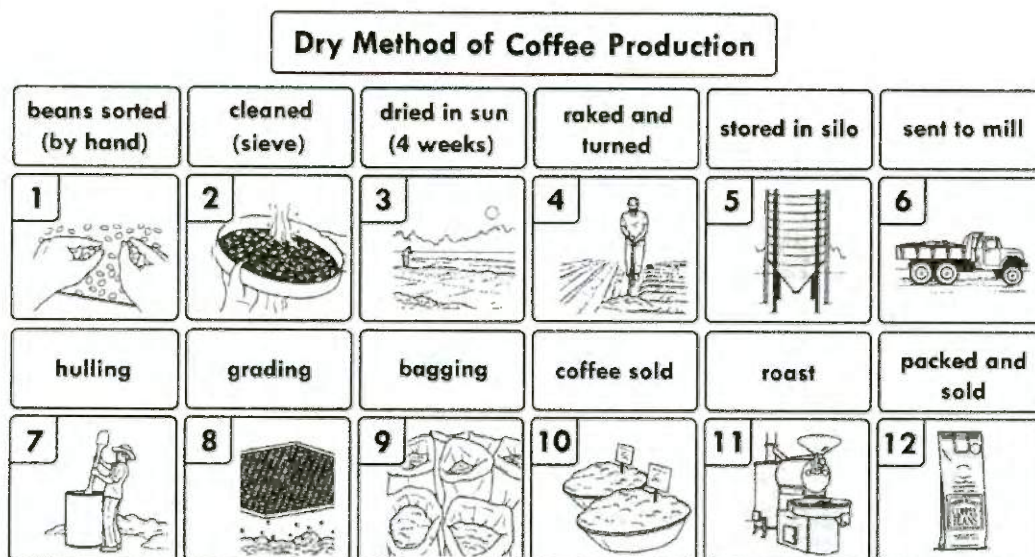 Dry Method of Coffee Production
beans sorted
(by hand)
cleaned
(sieve)
dried in sun
(4 weeks)
raked and
turned
stored in silo
sent to mill
1
2
3
4
5
6
hulling
grading
bagging
coffee sold
roast
packed and
sold
7
8
9
10
11
12
BEANS